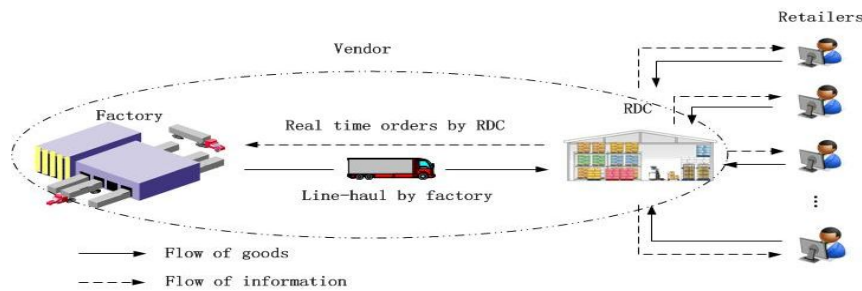 Retailers
Vendor
Factory
RDC
Real time orders by RDC
Line-haul by factory
...
Flow of goods
Flow of information